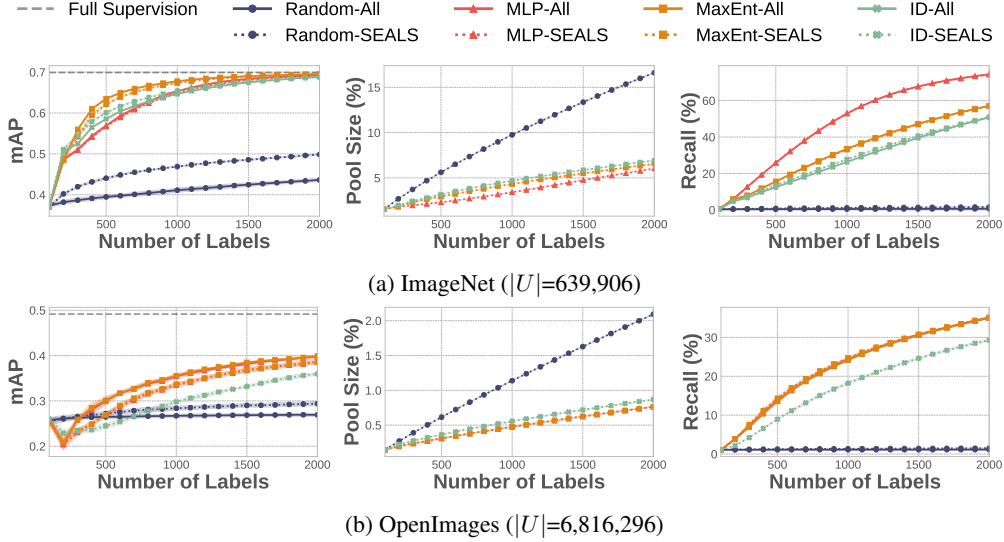 Full Supervision Random-All MLP-All MaxEnt-All ID-All
Random-SEALS MLP-SEALS MaxEnt-SEALS ID-SEALS
mAP
0.7
0.6
0.5
0.4
500 1000 1500 2000
Number of Labels
Pool Size (%)
15
10
5
500 1000 1500 2000
Number of Labels
Recall (%)
60
40
20
0
500 1000 1500 2000
Number of Labels
(a) ImageNet (|U|=639,906)
mAP
0.5
0.4
0.3
0.2
500 1000 1500 2000
Number of Labels
Pool Size (%)
2.0
1.5
1.0
0.5
500 1000 1500 2000
Number of Labels
Recall (%)
30
20
10
0
500 1000 1500 2000
Number of Labels
(b) OpenImages (|U|=6,816,296)